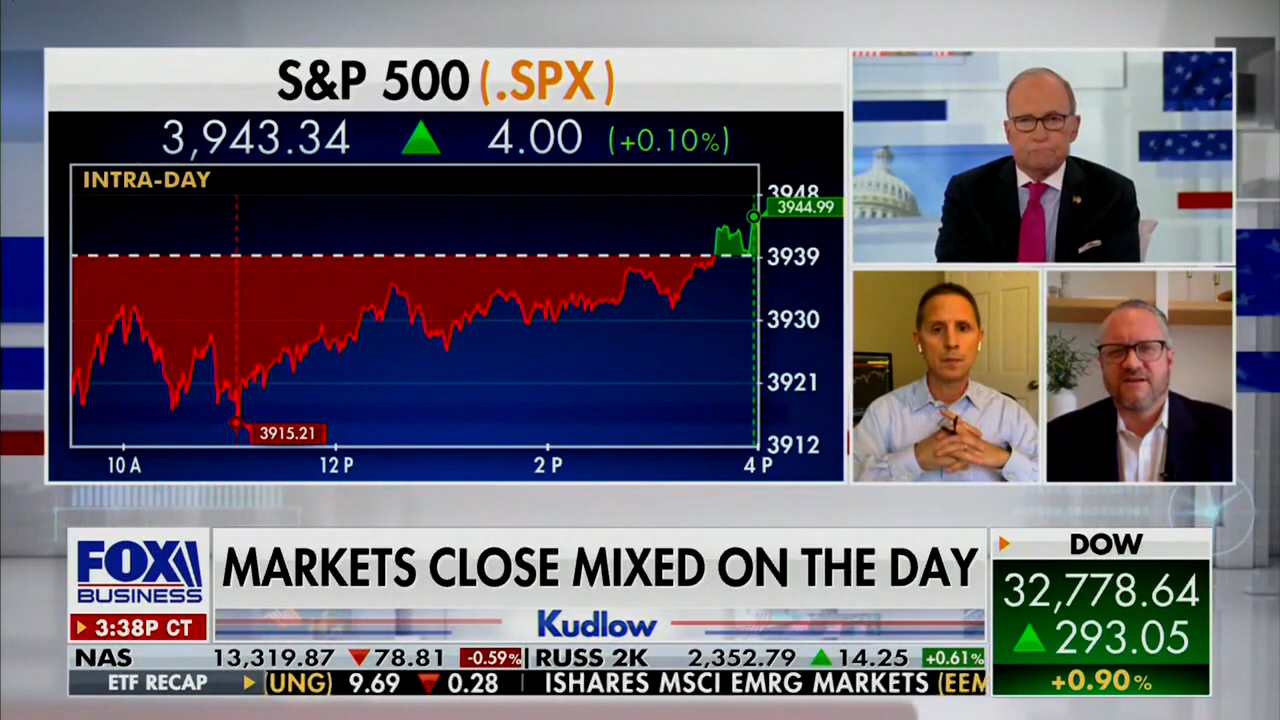 S&P 500 (.SPX)
3,943.34 ▲ 4.00 (+0.10%)
INTRA-DAY
3948
3944.99
3939
3930
3921
3915.21
3912
10 A 12 P 2 P 4 P
FOX
BUSINESS
3:38P CT
MARKETS CLOSE MIXED ON THE DAY
Kudlow
DOW
32,778.64
▲ 293.05
+0.90%
NAS 13,319.87 ▼ 78.81 -0.59% RUSS 2K 2,352.79 ▲ 14.25 +0.61%
ETF RECAP (UNG) 9.69 ▼ 0.28 ISHARES MSCI EMRG MARKETS (EEM